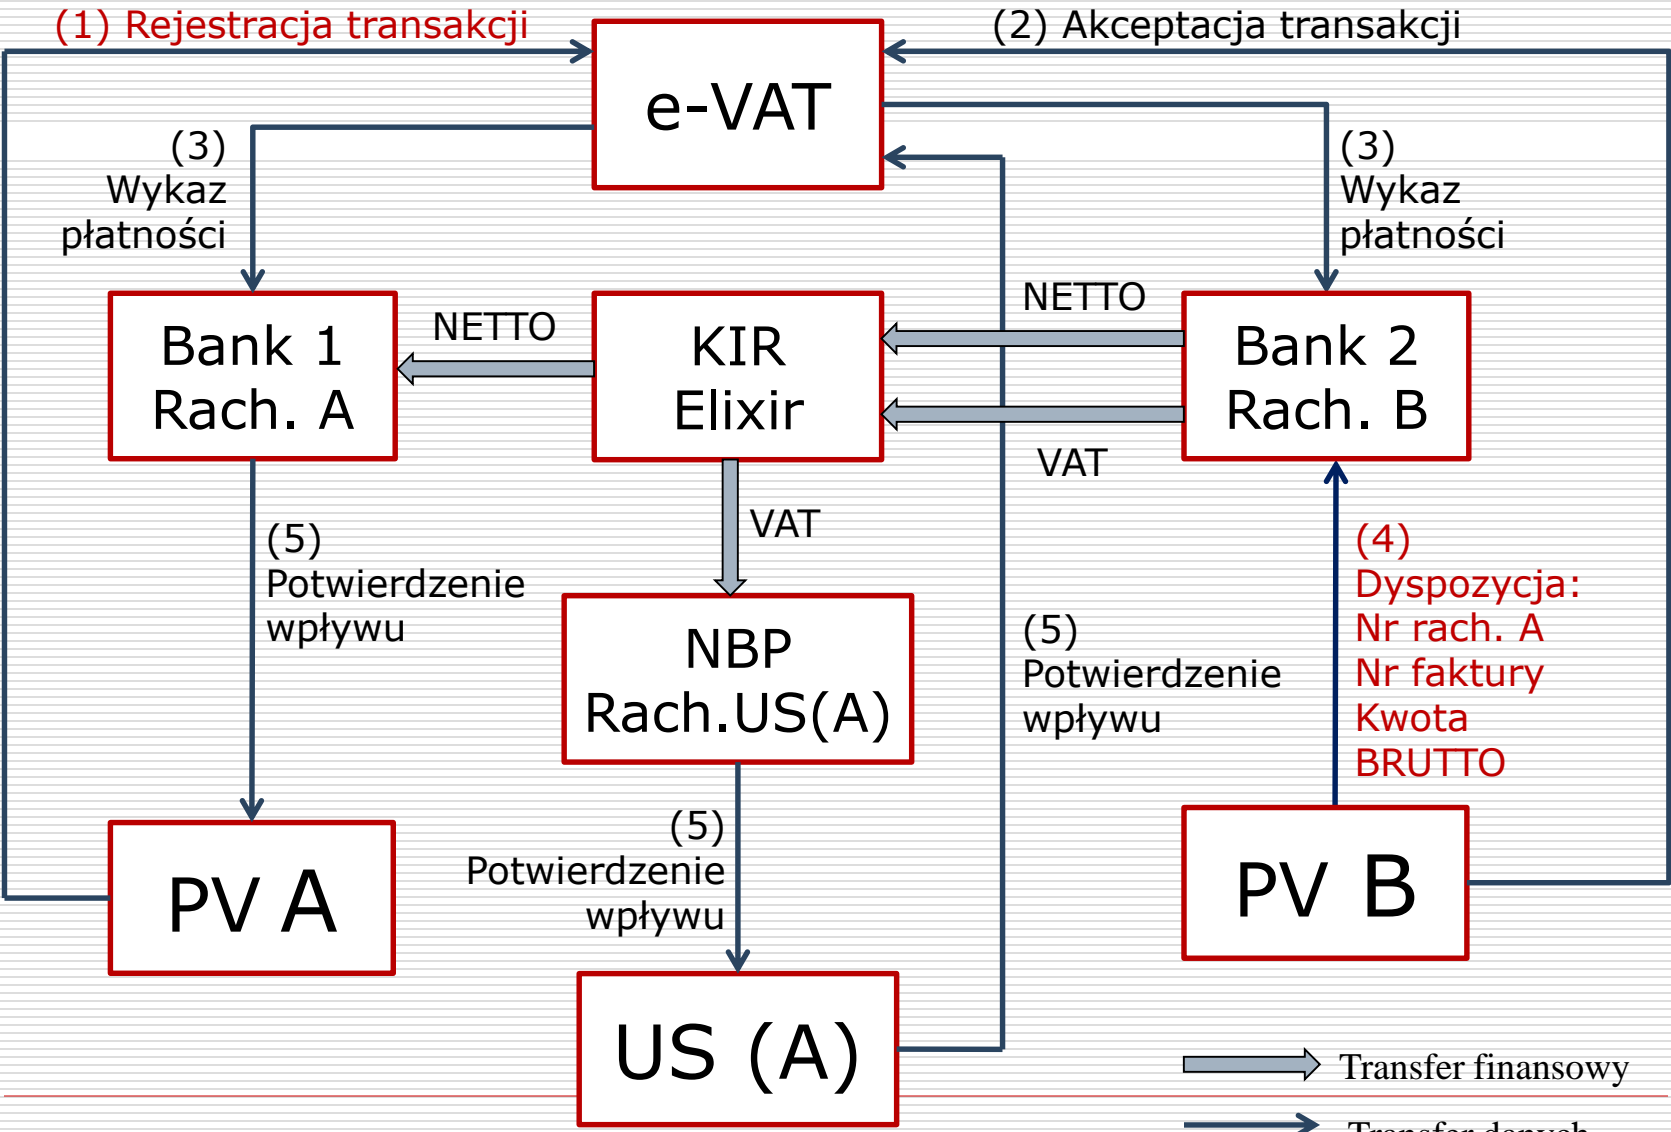 (1) Rejestracja transakcji
(2) Akceptacja transakcji
e-VAT
(3)
Wykaz
płatności
(3)
Wykaz
płatności
Bank 1
Rach. A
NETTO
KIR
Elixir
NETTO
VAT
Bank 2
Rach. B
VAT
(5)
Potwierdzenie
wpływu
NBP
Rach.US(A)
(5)
Potwierdzenie
wpływu
(4)
Dyspozycja:
Nr rach. A
Nr faktury
Kwota
BRUTTO
(5)
Potwierdzenie
wpływu
PV A
PV B
US (A)
Transfer finansowy
Transfer danych